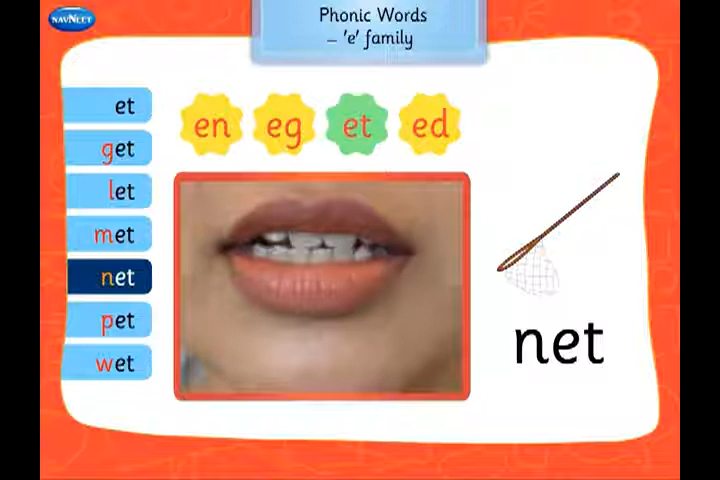 NAVNEET
Phonic Words
– 'e' family
en eg et ed
et
get
let
met
net
pet
wet
net